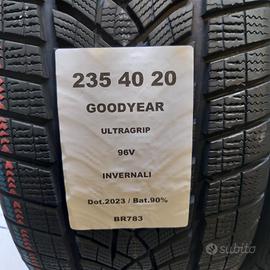 235 40 20
GOODYEAR
ULTRAGRIP
96V
INVERNALI
Dot.2023 / Bat.90%
BR783
subito